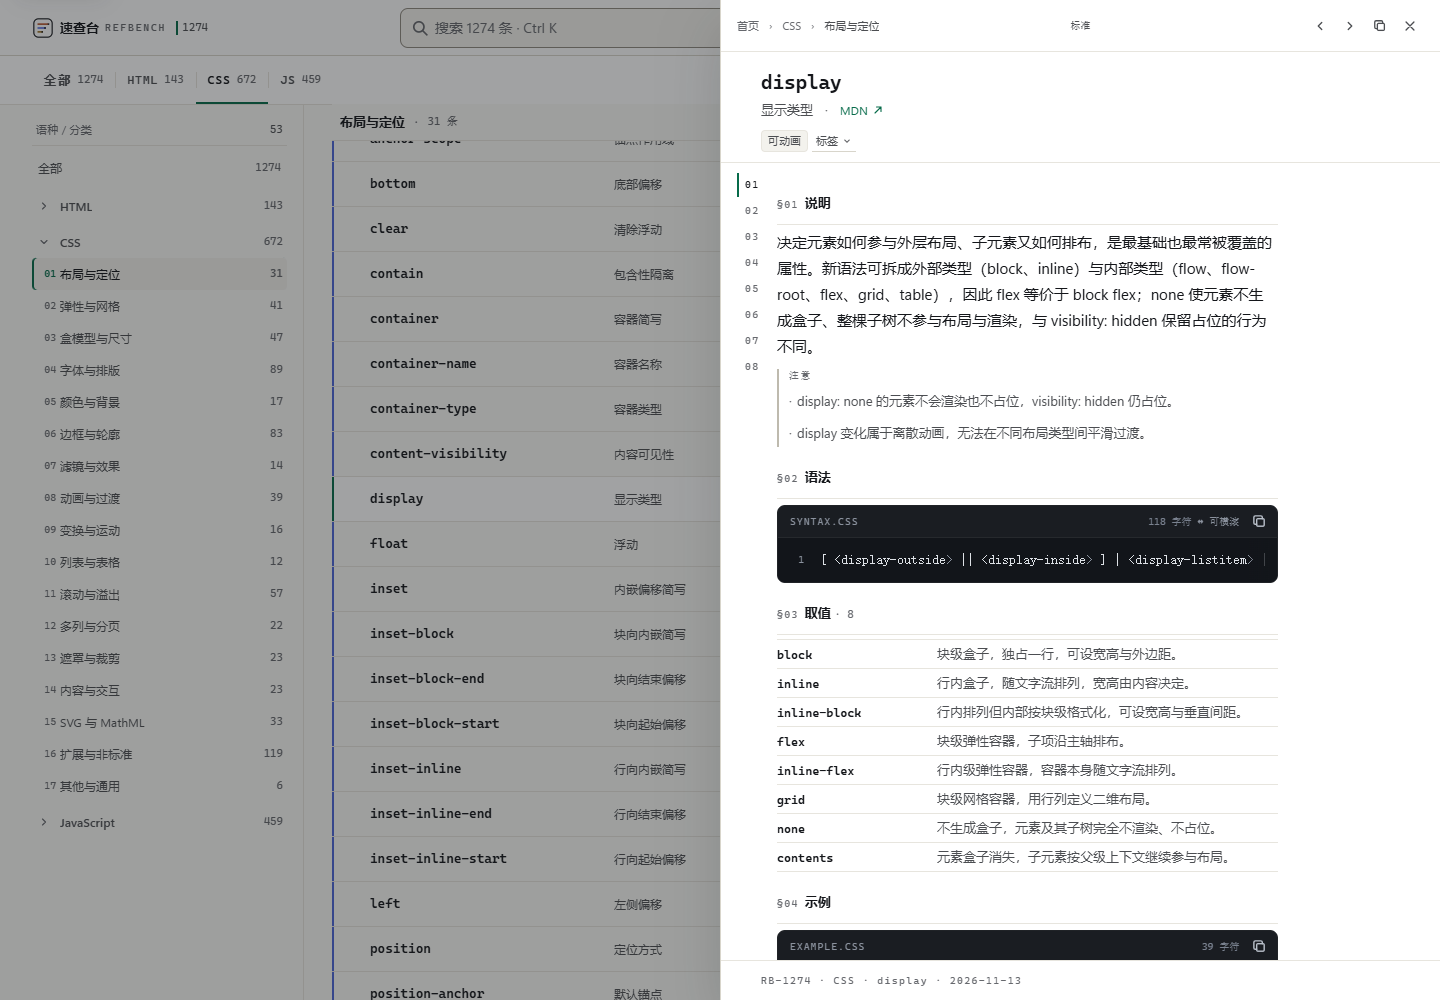 速查台 REFBENCH 1274
搜索 1274 条 · Ctrl K
全部 1274 HTML 143 CSS 672 JS 459
语种 / 分类 53
全部 1274
HTML 143
CSS 672
01 布局与定位 31
02 弹性与网格 41
03 盒模型与尺寸 47
04 字体与排版 89
05 颜色与背景 17
06 边框与轮廓 83
07 滤镜与效果 14
08 动画与过渡 39
09 变换与运动 16
10 列表与表格 12
11 滚动与溢出 57
12 多列与分页 22
13 遮罩与裁剪 23
14 内容与交互 23
15 SVG 与 MathML 33
16 扩展与非标准 119
17 其他与通用 6
JavaScript 459
布局与定位 · 31 条
anchor-scope 锚点作用域
bottom 底部偏移
clear 清除浮动
contain 包含性隔离
container 容器简写
container-name 容器名称
container-type 容器类型
content-visibility 内容可见性
display 显示类型
float 浮动
inset 内嵌偏移简写
inset-block 块向内嵌简写
inset-block-end 块向结束偏移
inset-block-start 块向起始偏移
inset-inline 行向内嵌简写
inset-inline-end 行向结束偏移
inset-inline-start 行向起始偏移
left 左侧偏移
position 定位方式
position-anchor 默认锚点
首页 › CSS › 布局与定位 标准
display
显示类型 · MDN ↗
可动画 标签
01
02
03
04
05
06
07
08
§01 说明
决定元素如何参与外层布局、子元素又如何排布，是最基础也最常被覆盖的
属性。新语法可拆成外部类型（block、inline）与内部类型（flow、flow-
root、flex、grid、table），因此 flex 等价于 block flex；none 使元素不生
成盒子、整棵子树不参与布局与渲染，与 visibility: hidden 保留占位的行为
不同。
注意
· display: none 的元素不会渲染也不占位，visibility: hidden 仍占位。
· display 变化属于离散动画，无法在不同布局类型间平滑过渡。
§02 语法
SYNTAX.CSS 118 字符 ⇔ 可横滚
1 [ <display-outside> || <display-inside> ] | <display-listitem> |
§03 取值 · 8
block 块级盒子，独占一行，可设宽高与外边距。
inline 行内盒子，随文字流排列，宽高由内容决定。
inline-block 行内排列但内部按块级格式化，可设宽高与垂直间距。
flex 块级弹性容器，子项沿主轴排布。
inline-flex 行内级弹性容器，容器本身随文字流排列。
grid 块级网格容器，用行列定义二维布局。
none 不生成盒子，元素及其子树完全不渲染、不占位。
contents 元素盒子消失，子元素按父级上下文继续参与布局。
§04 示例
EXAMPLE.CSS 39 字符
RB-1274 · CSS · display · 2026-11-13